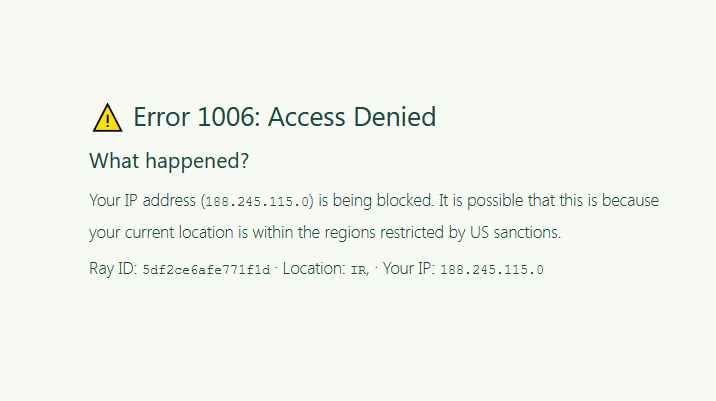 Error 1006: Access Denied
What happened?
Your IP address (188.245.115.0) is being blocked. It is possible that this is because
your current location is within the regions restricted by US sanctions.
Ray ID: 5df2ce6afe771f1d · Location: IR, · Your IP: 188.245.115.0